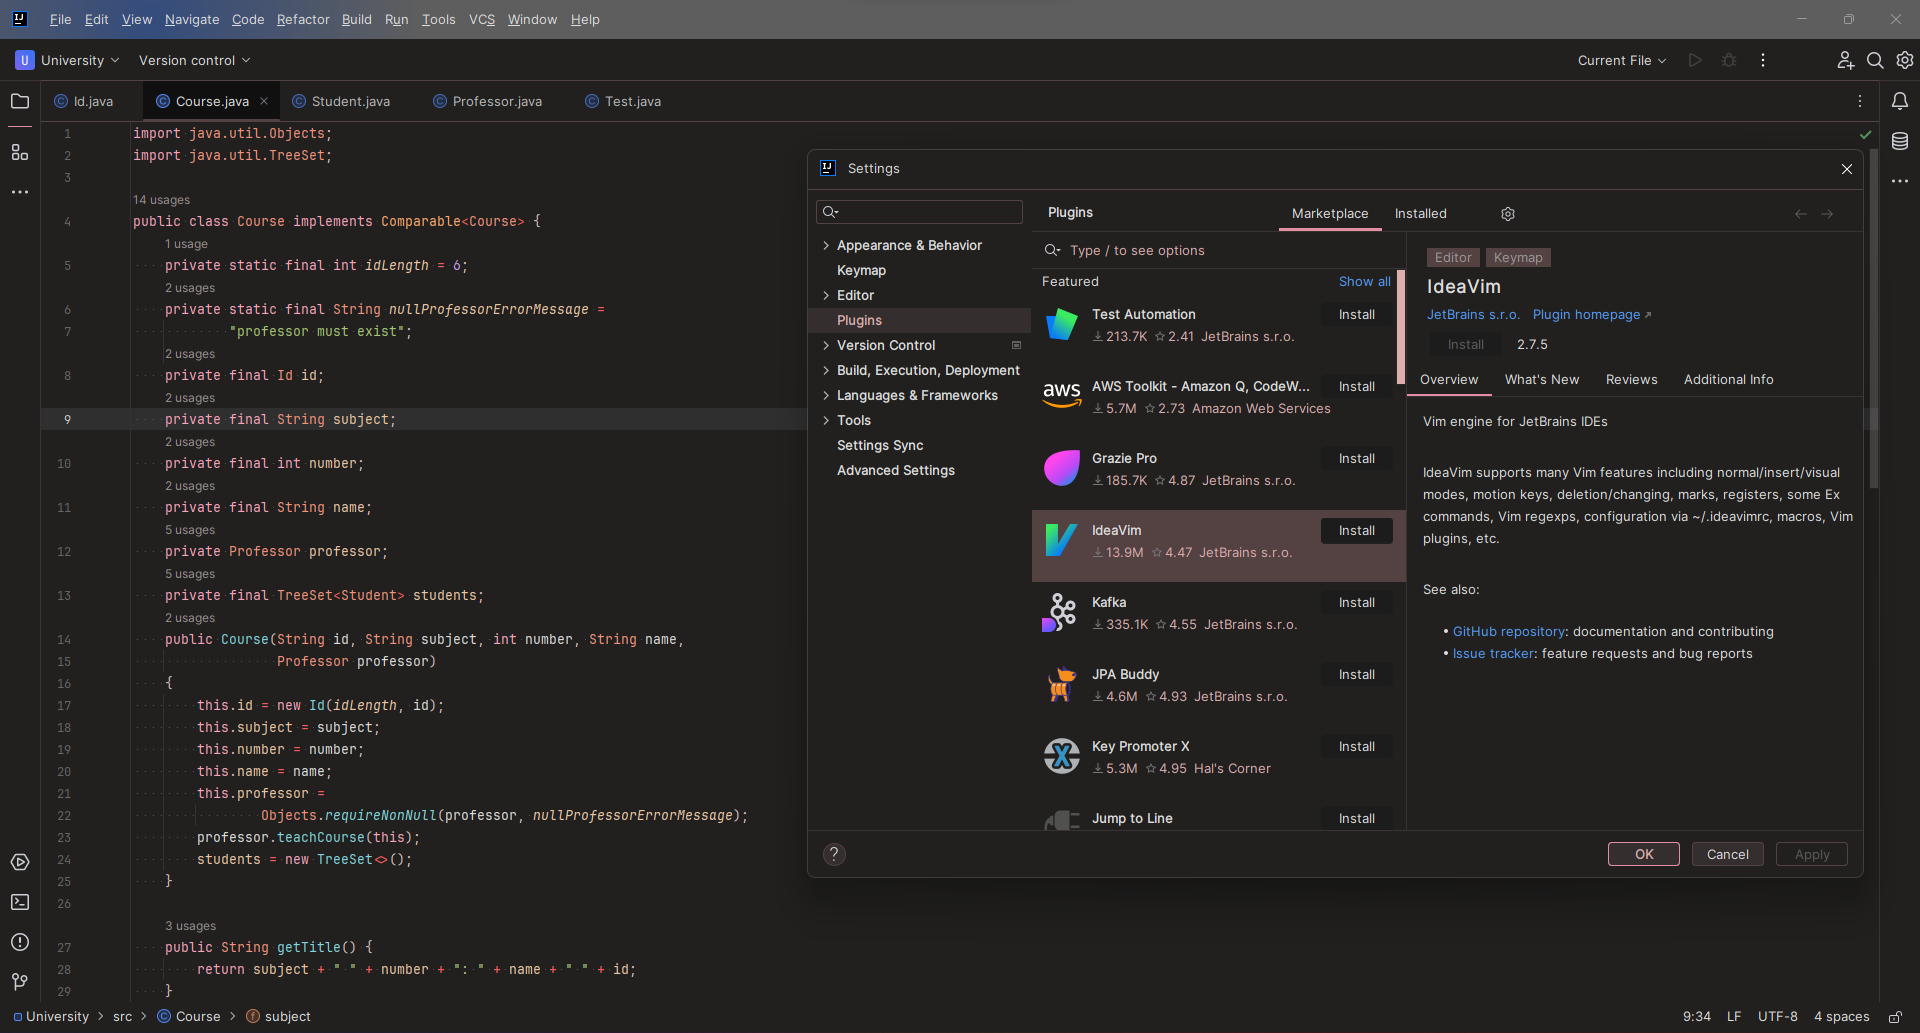 File Edit View Navigate Code Refactor Build Run Tools VCS Window Help
U University Version control Current File
Id.java Course.java Student.java Professor.java Test.java
1 import java.util.Objects;
2 import java.util.TreeSet;
3
14 usages
4 public class Course implements Comparable<Course> {
1 usage
5 private static final int idLength = 6;
2 usages
6 private static final String nullProfessorErrorMessage =
7 "professor must exist";
2 usages
8 private final Id id;
2 usages
9 private final String subject;
2 usages
10 private final int number;
2 usages
11 private final String name;
5 usages
12 private Professor professor;
5 usages
13 private final TreeSet<Student> students;
2 usages
14 public Course(String id, String subject, int number, String name,
15 Professor professor)
16 {
17 this.id = new Id(idLength, id);
18 this.subject = subject;
19 this.number = number;
20 this.name = name;
21 this.professor =
22 Objects.requireNonNull(professor, nullProfessorErrorMessage);
23 professor.teachCourse(this);
24 students = new TreeSet<>();
25 }
26
3 usages
27 public String getTitle() {
28 return subject + " " + number + ": " + name + " " + id;
29 }
Settings
Appearance & Behavior
Keymap
Editor
Plugins
Version Control
Build, Execution, Deployment
Languages & Frameworks
Tools
Settings Sync
Advanced Settings
Plugins Marketplace Installed
Type / to see options
Featured Show all
Test Automation Install
213.7K 2.41 JetBrains s.r.o.
aws
AWS Toolkit - Amazon Q, CodeW... Install
5.7M 2.73 Amazon Web Services
Grazie Pro Install
185.7K 4.87 JetBrains s.r.o.
IdeaVim Install
13.9M 4.47 JetBrains s.r.o.
Kafka Install
335.1K 4.55 JetBrains s.r.o.
JPA Buddy Install
4.6M 4.93 JetBrains s.r.o.
Key Promoter X Install
5.3M 4.95 Hal's Corner
Jump to Line Install
Editor Keymap
IdeaVim
JetBrains s.r.o. Plugin homepage
Install 2.7.5
Overview What's New Reviews Additional Info
Vim engine for JetBrains IDEs
IdeaVim supports many Vim features including normal/insert/visual
modes, motion keys, deletion/changing, marks, registers, some Ex
commands, Vim regexps, configuration via ~/.ideavimrc, macros, Vim
plugins, etc.
See also:
• GitHub repository: documentation and contributing
• Issue tracker: feature requests and bug reports
? OK Cancel Apply
University > src > Course > subject 9:34 LF UTF-8 4 spaces